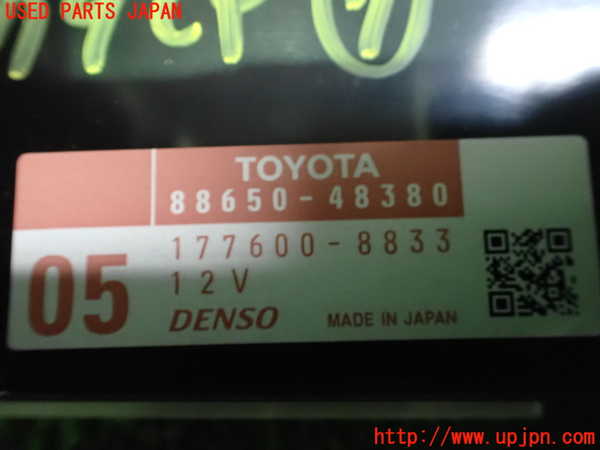 USED PARTS JAPAN
TOYOTA
88650-48380
177600-8833
05
12V
DENSO
MADE IN JAPAN
http://www.upjpn.com